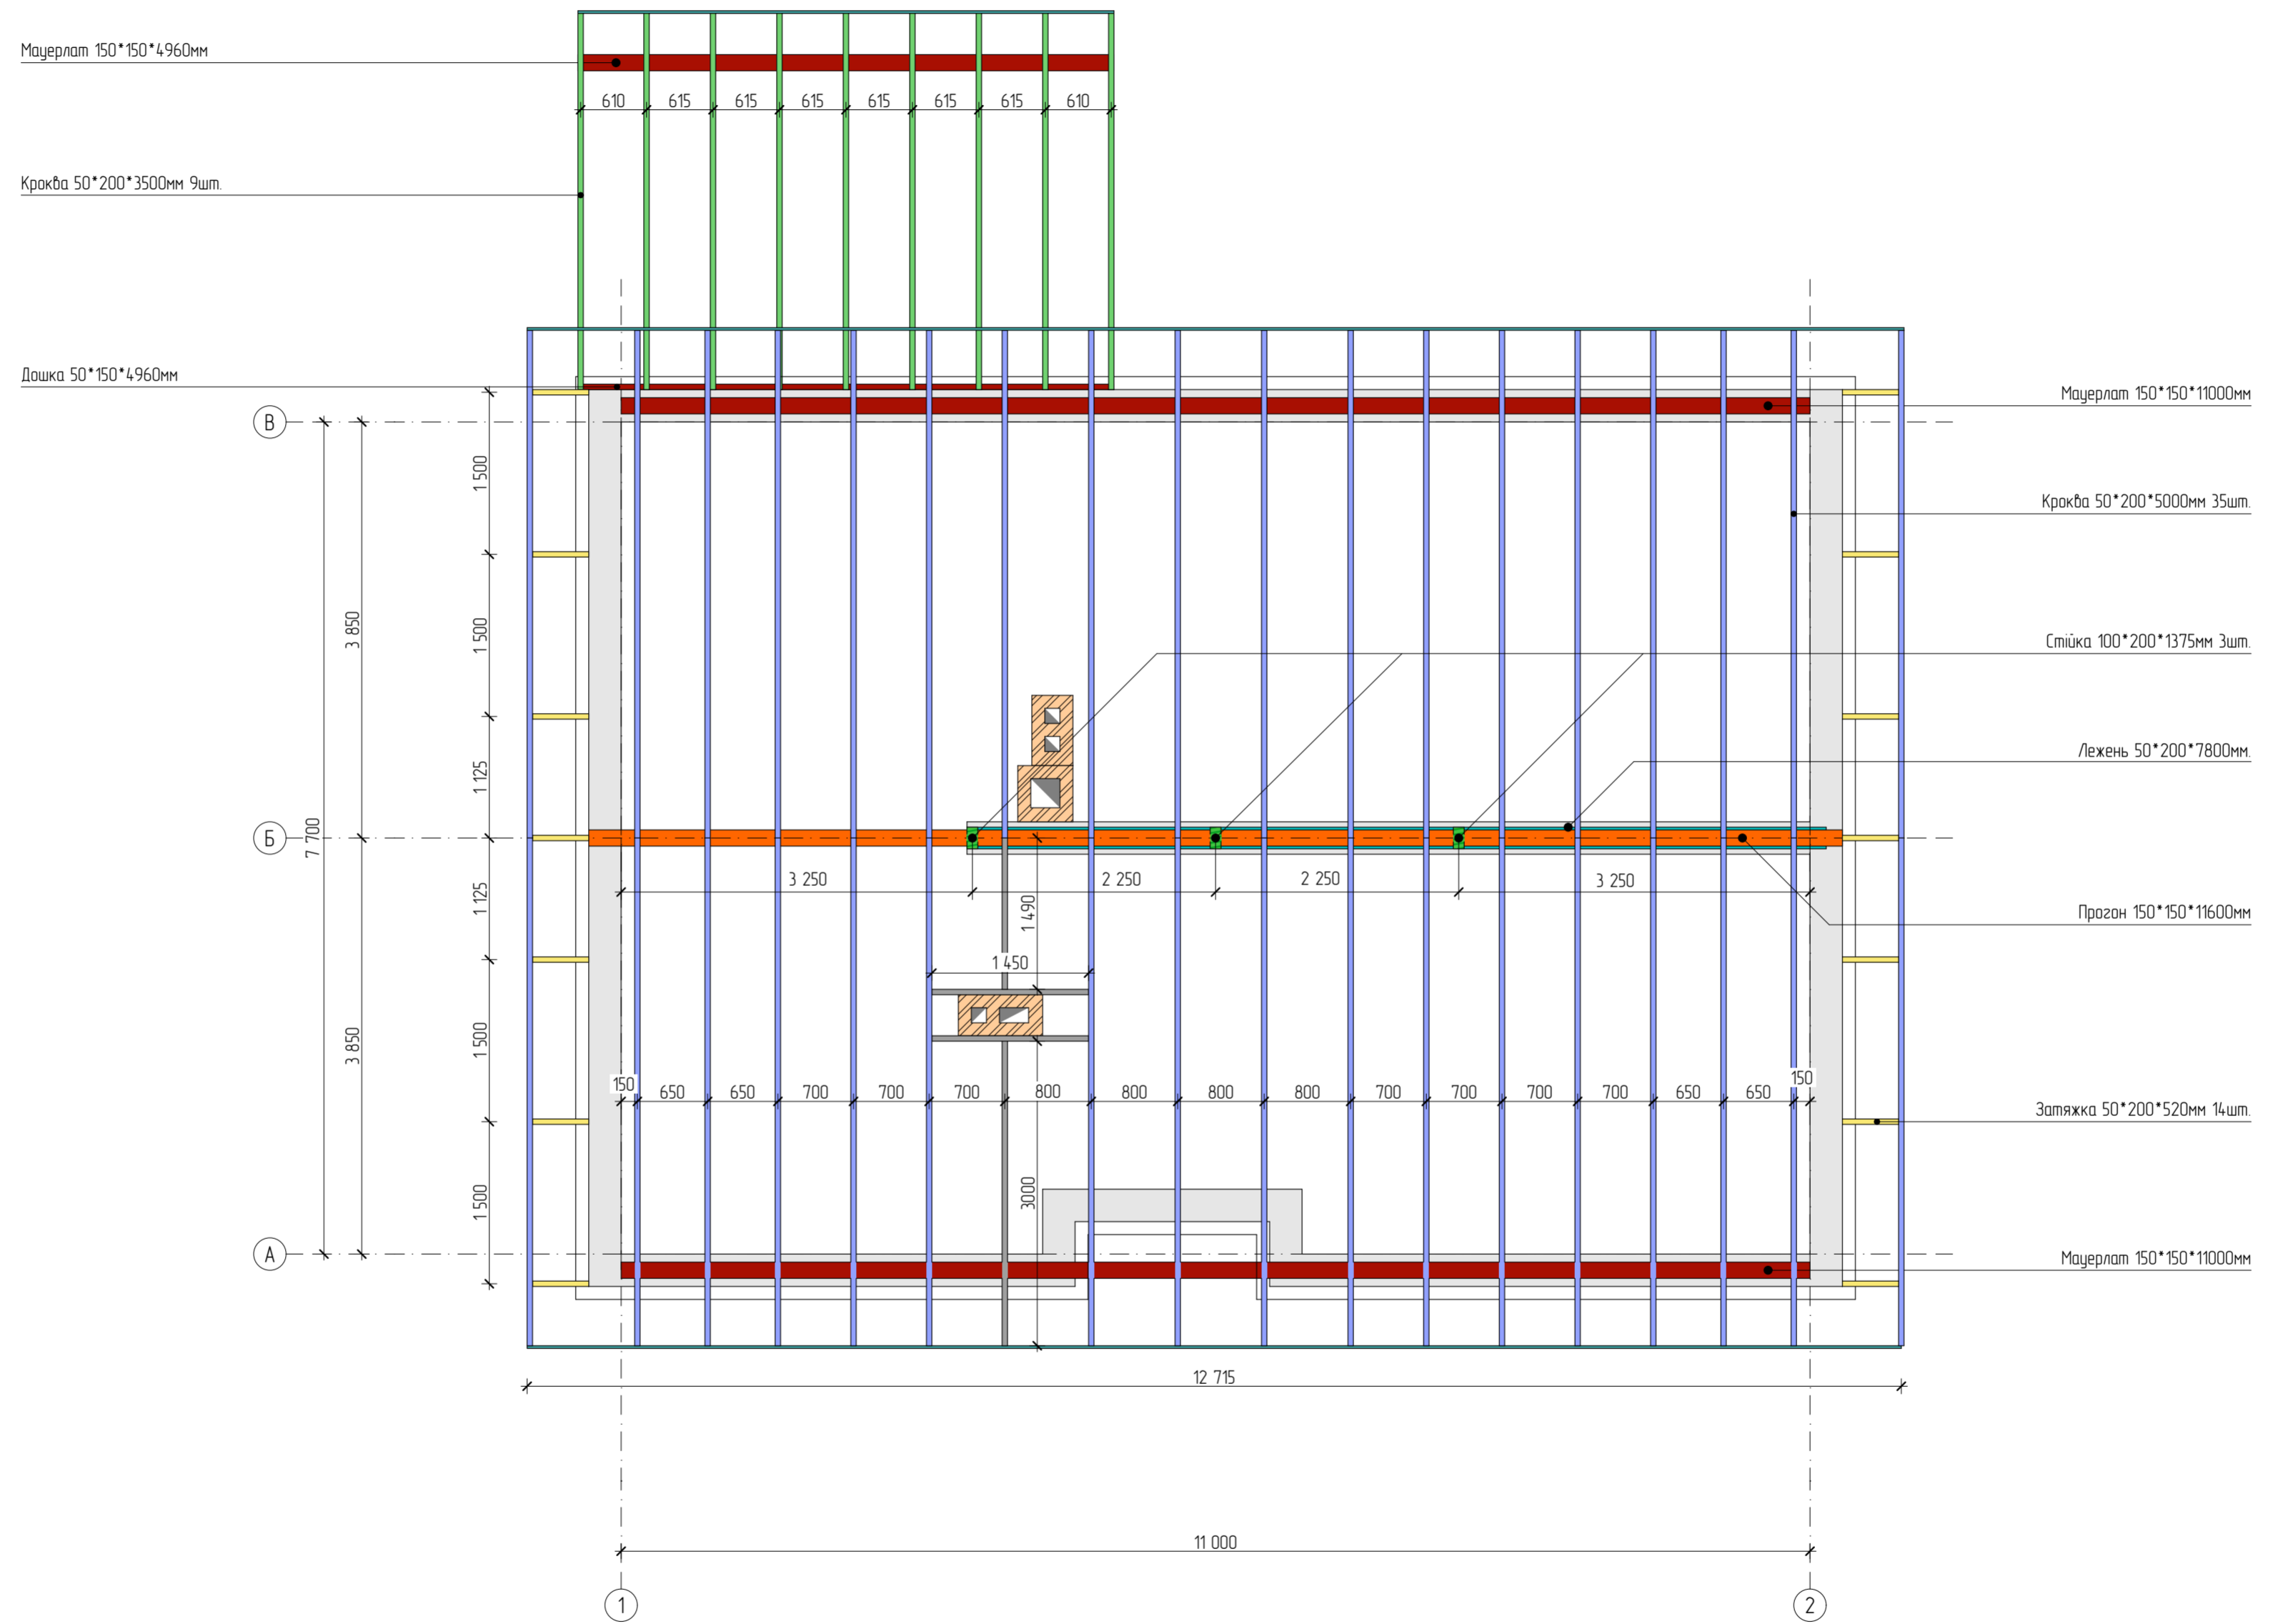 Мауерлат 150*150*4960мм
610 615 615 615 615 615 615 610
Кроква 50*200*3500мм 9шт.
Дошка 50*150*4960мм
Мауерлат 150*150*11000мм
В
1 500
Кроква 50*200*5000мм 35шт.
3 850
1 500
Стійка 100*200*1375мм 3шт.
Лежень 50*200*7800мм.
1 125
7 700
Б
3 250 2 250 2 250 3 250
1 125
1 490
Прогон 150*150*11600мм
1 450
3 850
1 500
150 650 650 700 700 700 800 800 800 800 700 700 700 700 650 650 150
Затяжка 50*200*520мм 14шт.
1 500
3000
А
Мауерлат 150*150*11000мм
12 715
11 000
1 2